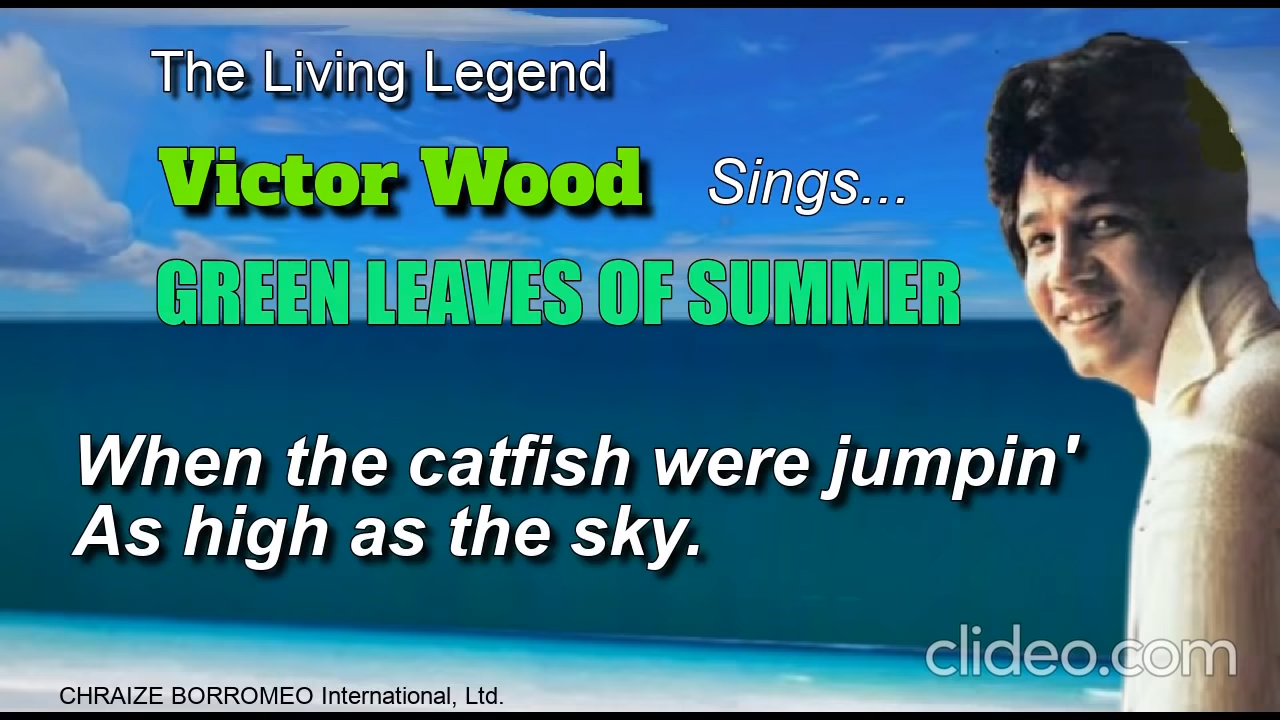 The Living Legend
Victor Wood Sings...
GREEN LEAVES OF SUMMER
When the catfish were jumpin'
As high as the sky.
clideo.com
CHRAIZE BORROMEO International, Ltd.